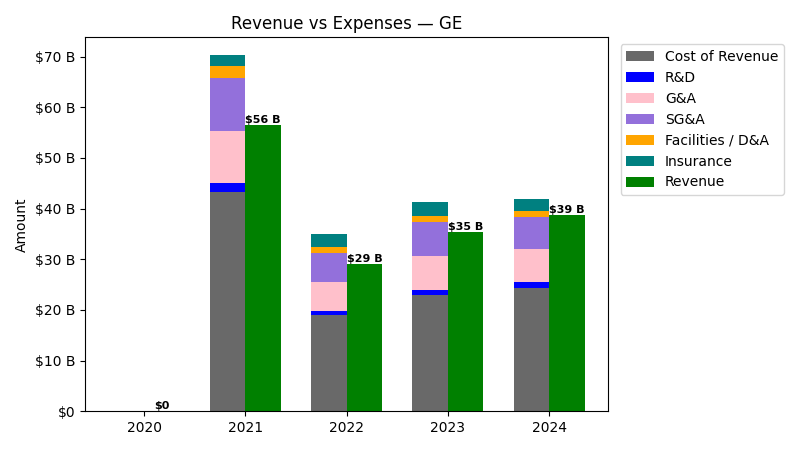 Revenue vs Expenses — GE
Amount
$70 B
$60 B
$50 B
$40 B
$30 B
$20 B
$10 B
$0
$0
$56 B
$29 B
$35 B
$39 B
2020
2021
2022
2023
2024
Cost of Revenue
R&D
G&A
SG&A
Facilities / D&A
Insurance
Revenue